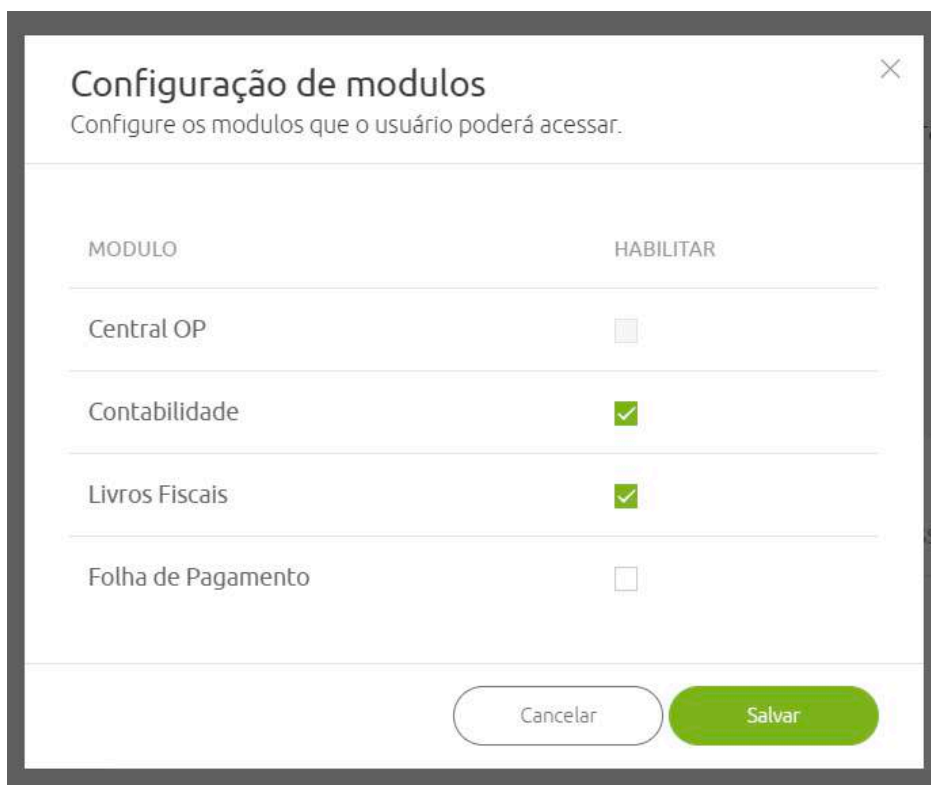 Configuração de modulos
Configure os modulos que o usuário poderá acessar.
MODULO HABILITAR
Central OP
Contabilidade
Livros Fiscais
Folha de Pagamento
Cancelar Salvar